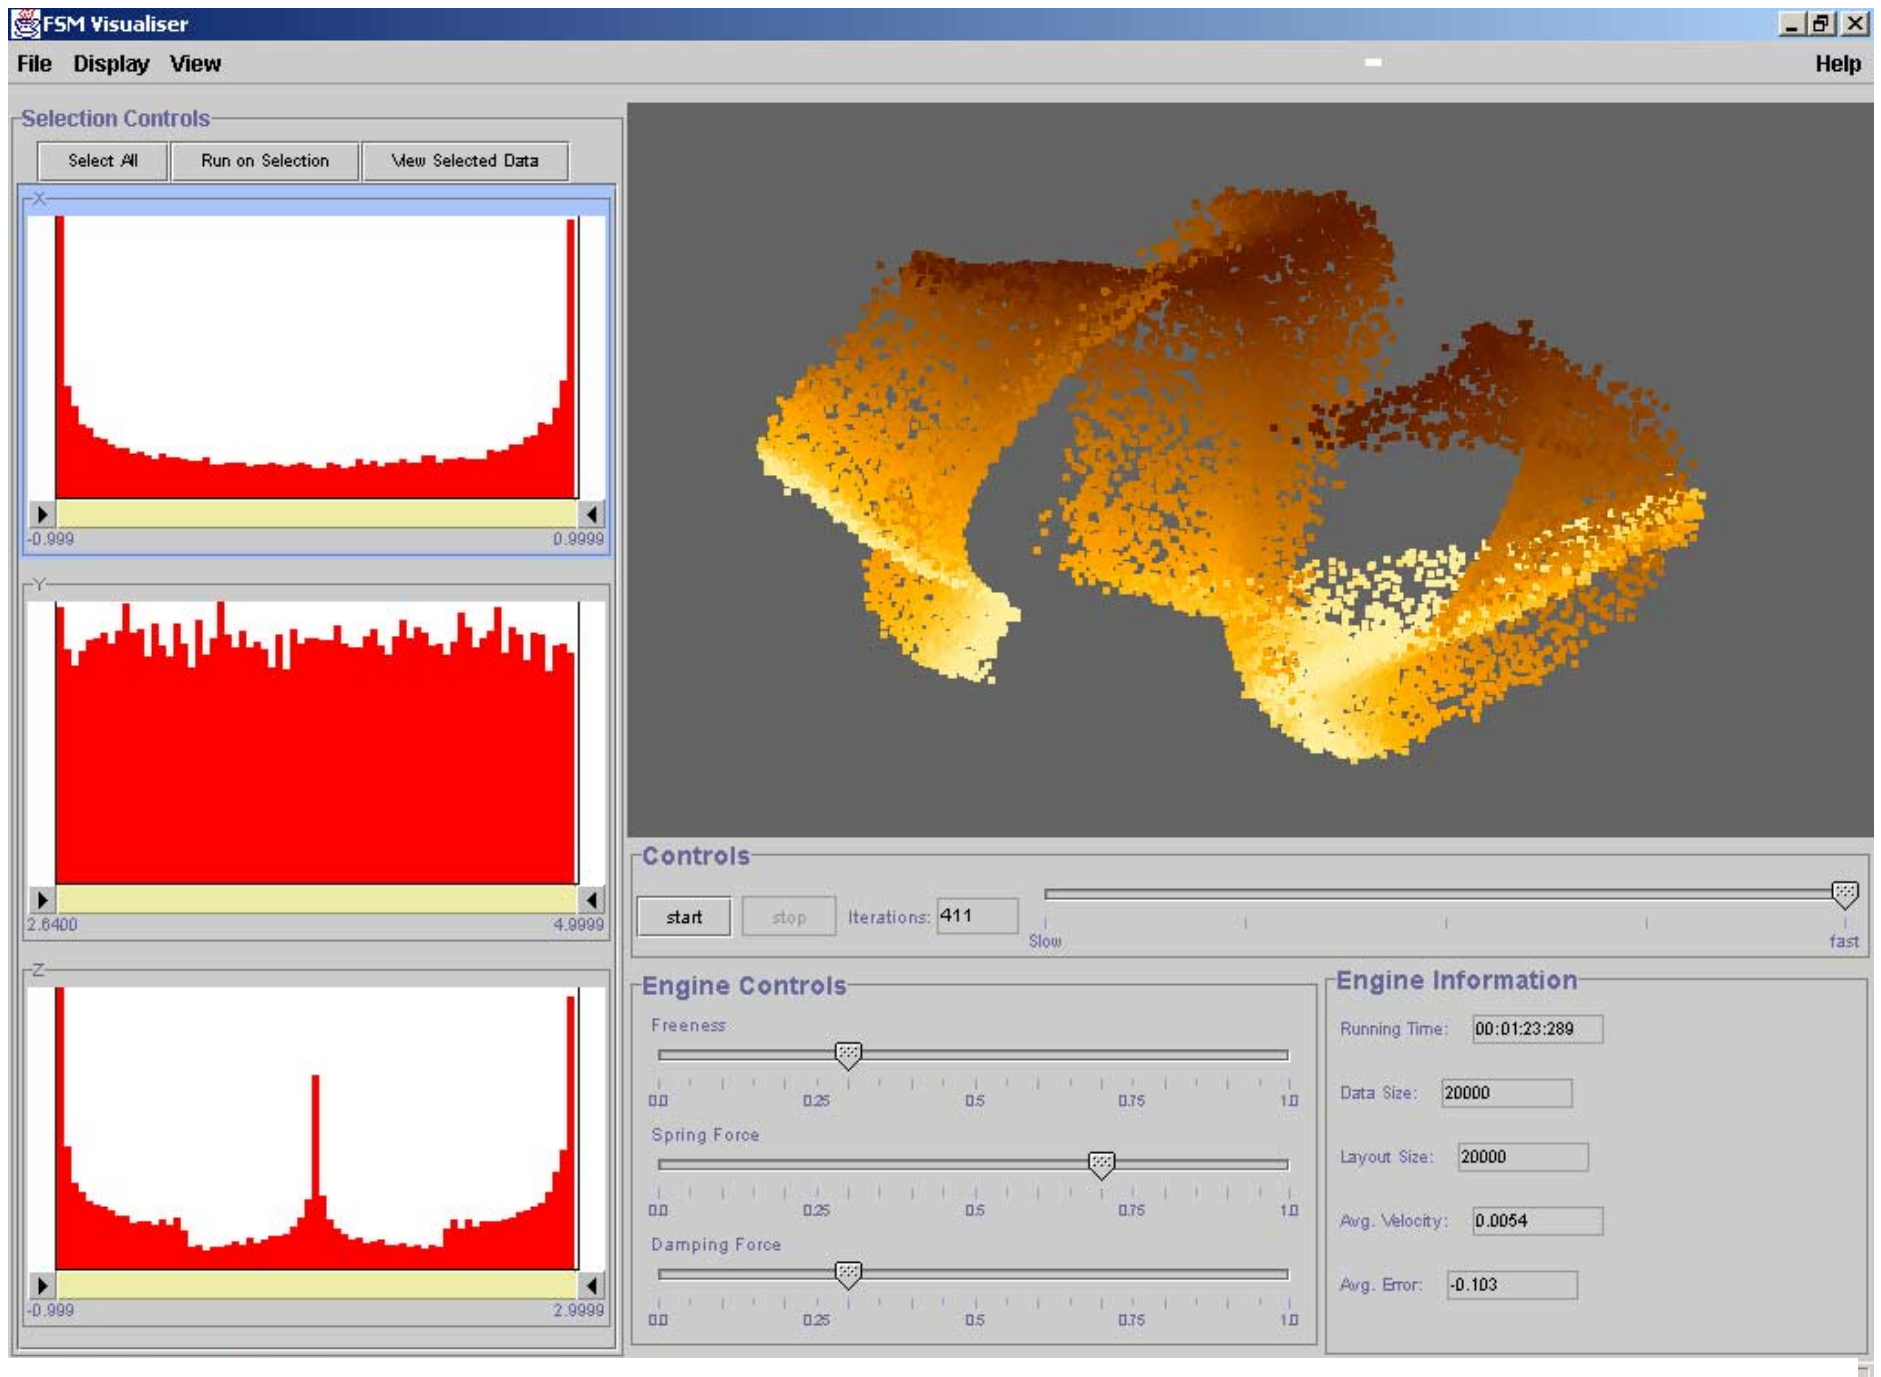 FSM Visualiser
File Display View Help
Selection Controls
Select All Run on Selection View Selected Data
X
-0.999 0.9999
Y
2.6400 4.9999
Z
-0.999 2.9999
Controls
start stop Iterations: 411
Slow fast
Engine Controls
Freeness
0.0 0.25 0.5 0.75 1.0
Spring Force
0.0 0.25 0.5 0.75 1.0
Damping Force
0.0 0.25 0.5 0.75 1.0
Engine Information
Running Time: 00:01:23:289
Data Size: 20000
Layout Size: 20000
Avg. Velocity: 0.0054
Avg. Error: -0.103